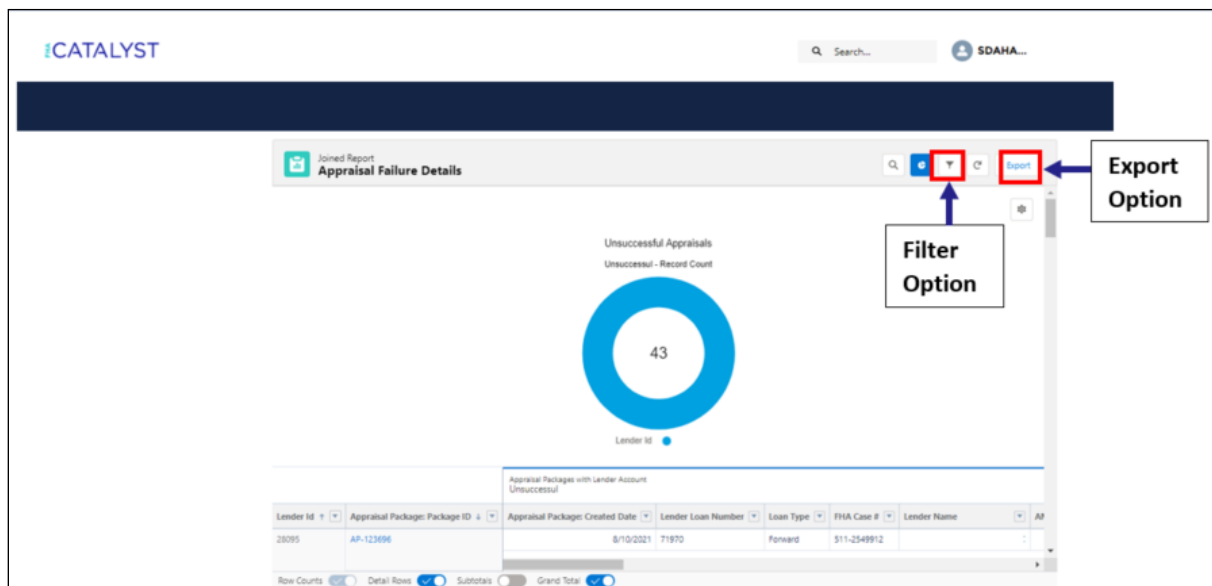 FHA CATALYST
Search...
SDAHA...
Joined Report
Appraisal Failure Details
Export
Export
Option
Filter
Option
Unsuccessful Appraisals
Unsuccessul - Record Count
43
Lender Id
Appraisal Packages with Lender Account
Unsuccessul
Lender Id Appraisal Package: Package ID Appraisal Package: Created Date Lender Loan Number Loan Type FHA Case # Lender Name
28095 AP-123696 8/10/2021 71970 Forward 511-2549912
Row Counts Detail Rows Subtotals Grand Total